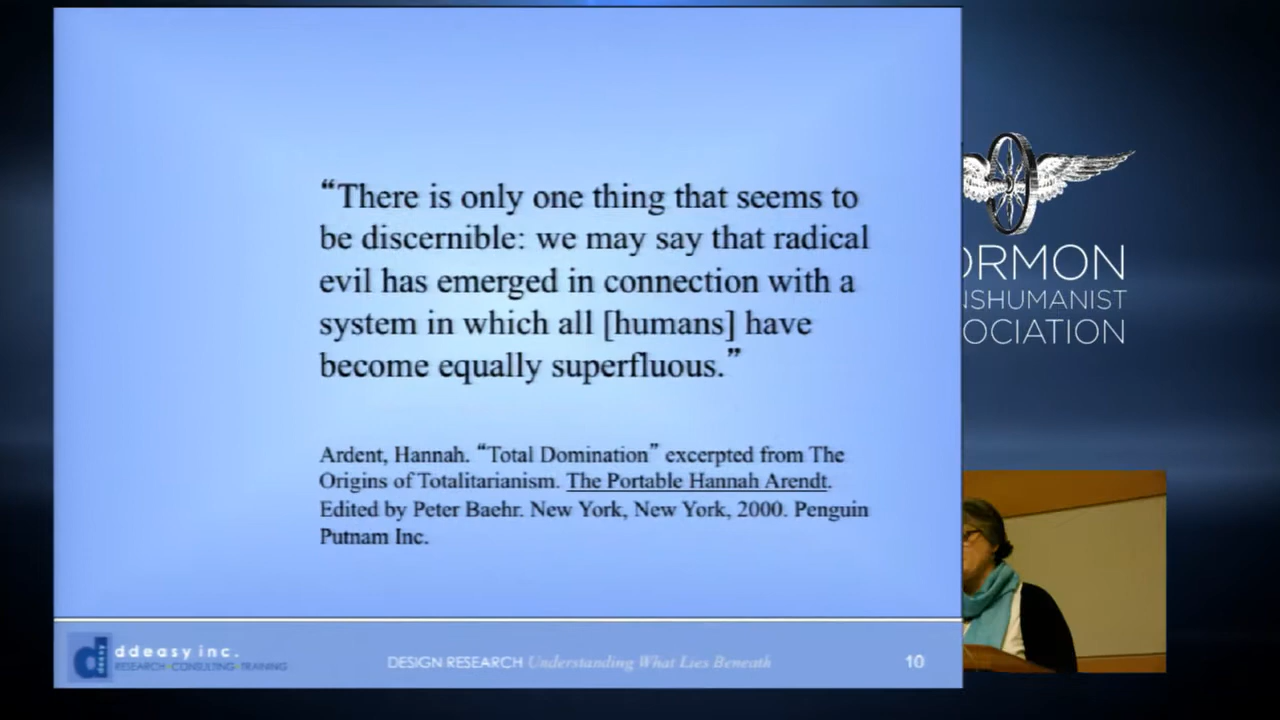 “There is only one thing that seems to
be discernible: we may say that radical
evil has emerged in connection with a
system in which all [humans] have
become equally superfluous.”
Ardent, Hannah. “Total Domination” excerpted from The
Origins of Totalitarianism. The Portable Hannah Arendt.
Edited by Peter Baehr. New York, New York, 2000. Penguin
Putnam Inc.
d deasy
ddeasy inc.
RESEARCH CONSULTING TRAINING
DESIGN RESEARCH Understanding What Lies Beneath
10
ORMON
NSHUMANIST
OCIATION